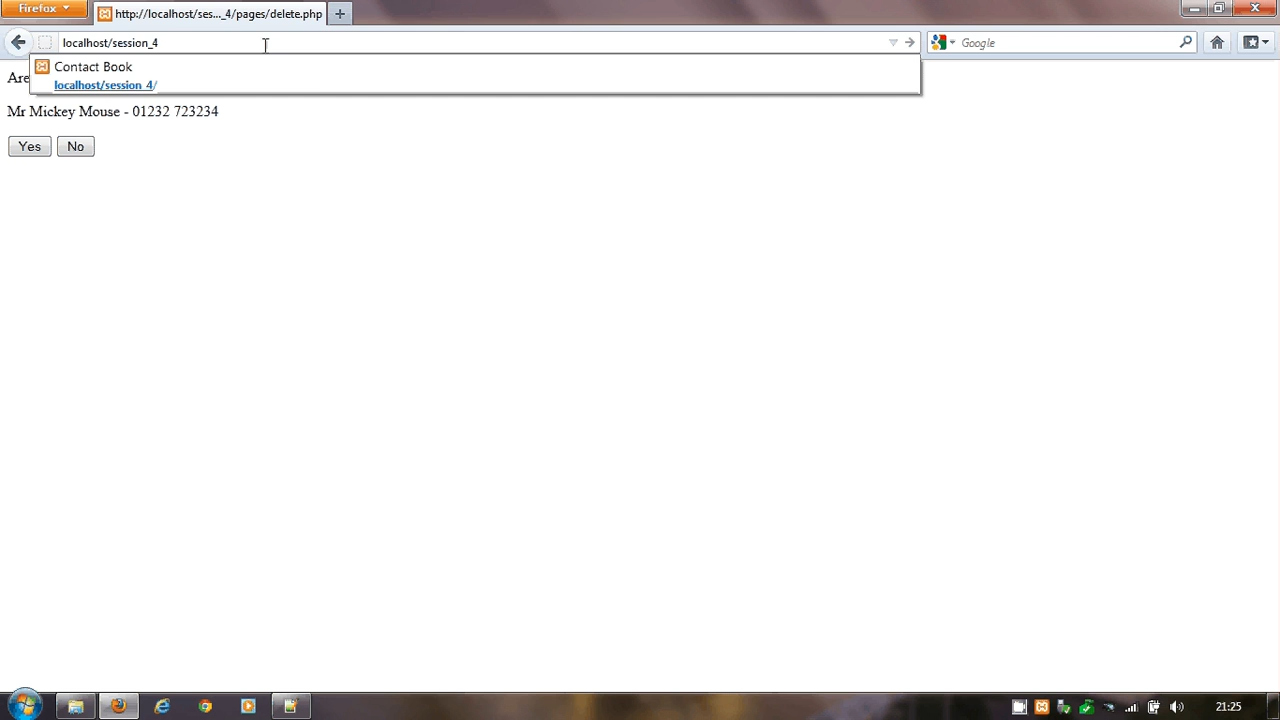 Firefox
http://localhost/ses..._4/pages/delete.php
localhost/session_4
Google
Contact Book
localhost/session_4/
Are
Mr Mickey Mouse - 01232 723234
Yes No
21:25